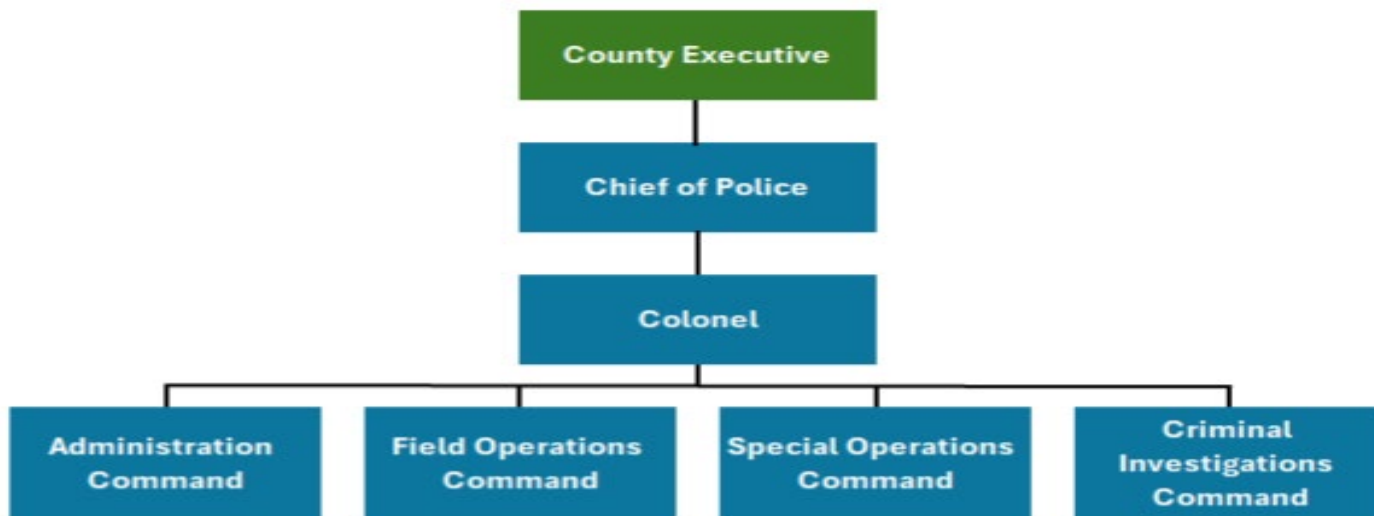 County Executive
Chief of Police
Colonel
Administration
Command
Field Operations
Command
Special Operations
Command
Criminal
Investigations
Command